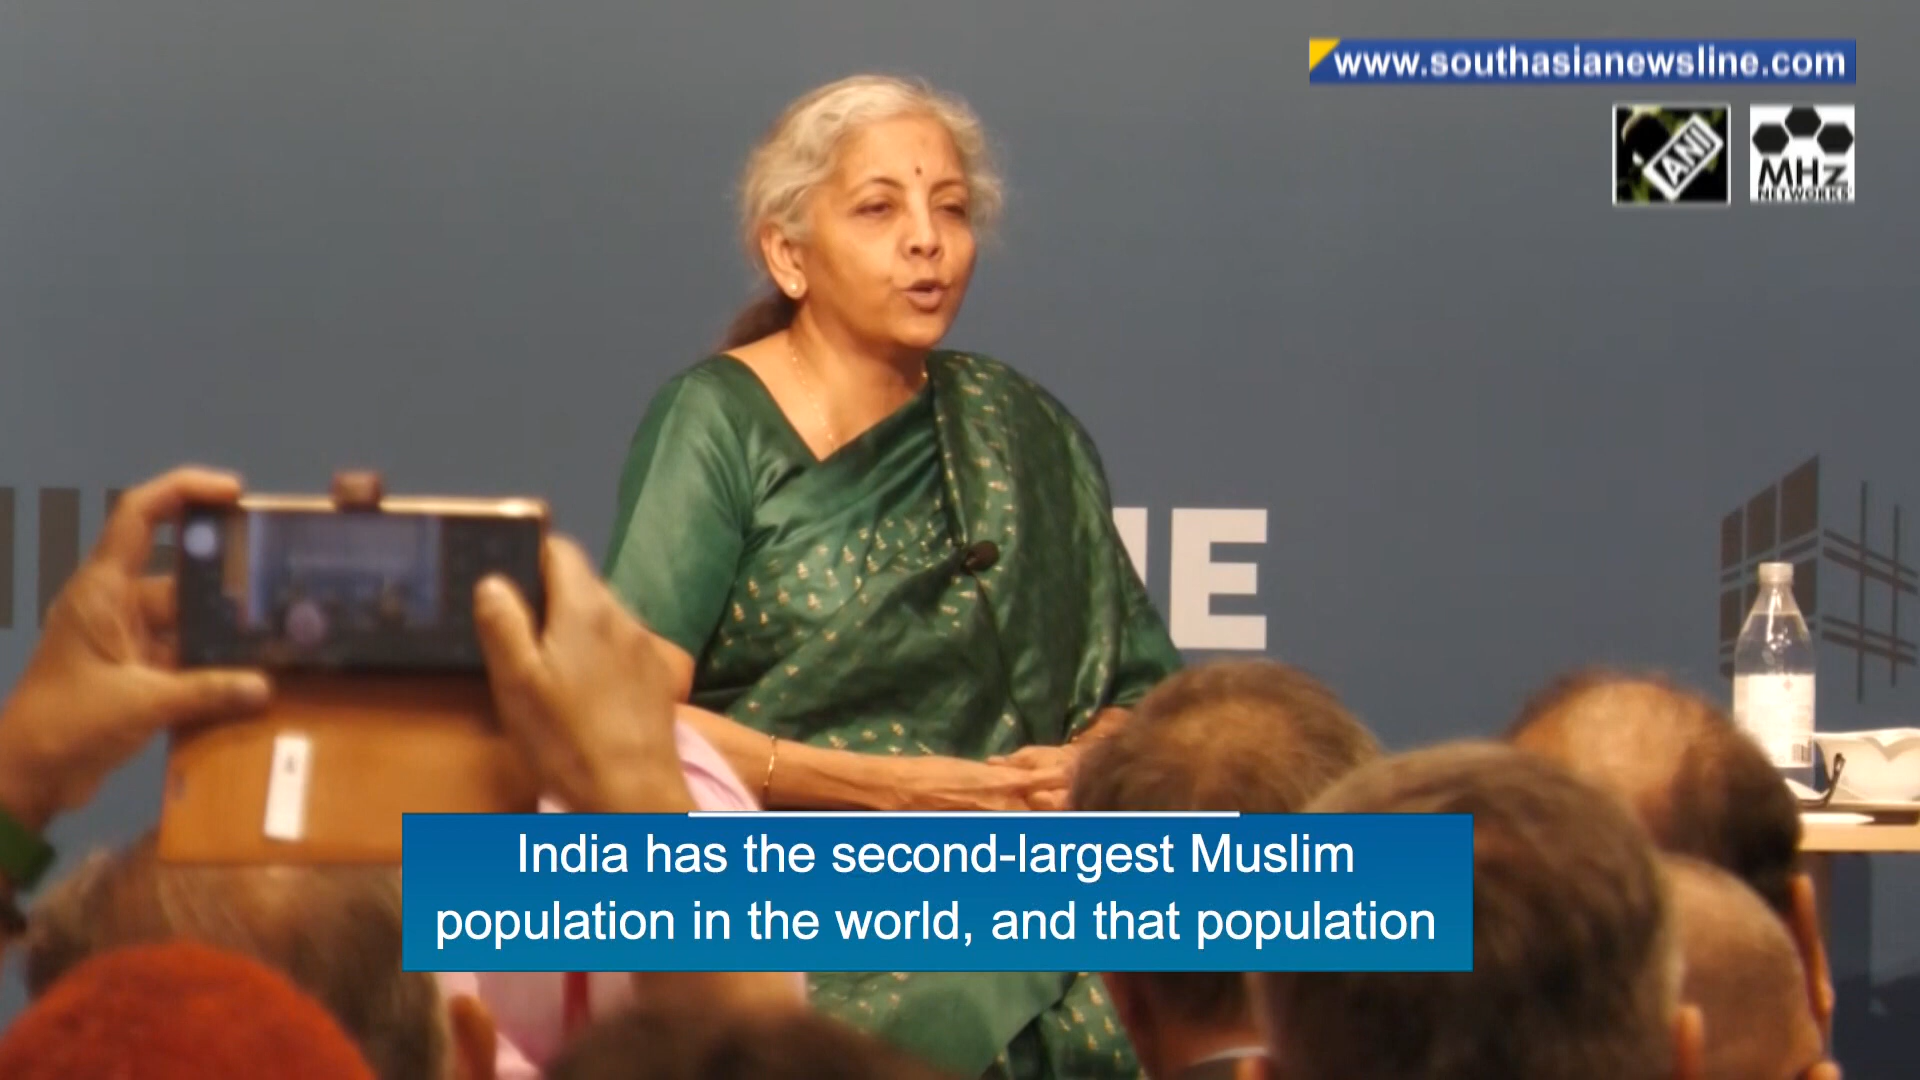 www.southasianewsline.com
ANI
MHz
NETWORKS
IE
India has the second-largest Muslim
population in the world, and that population